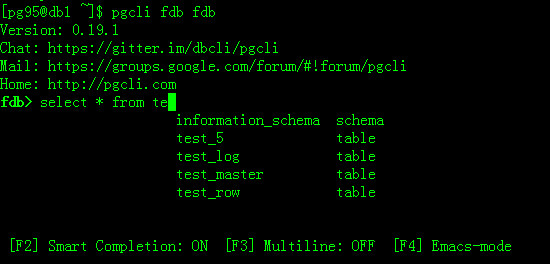 [pg95@db1 ~]$ pgcli fdb fdb
Version: 0.19.1
Chat: https://gitter.im/dbcli/pgcli
Mail: https://groups.google.com/forum/#!forum/pgcli
Home: http://pgcli.com
fdb> select * from te
information_schema schema
test_5 table
test_log table
test_master table
test_row table
[F2] Smart Completion: ON [F3] Multiline: OFF [F4] Emacs-mode